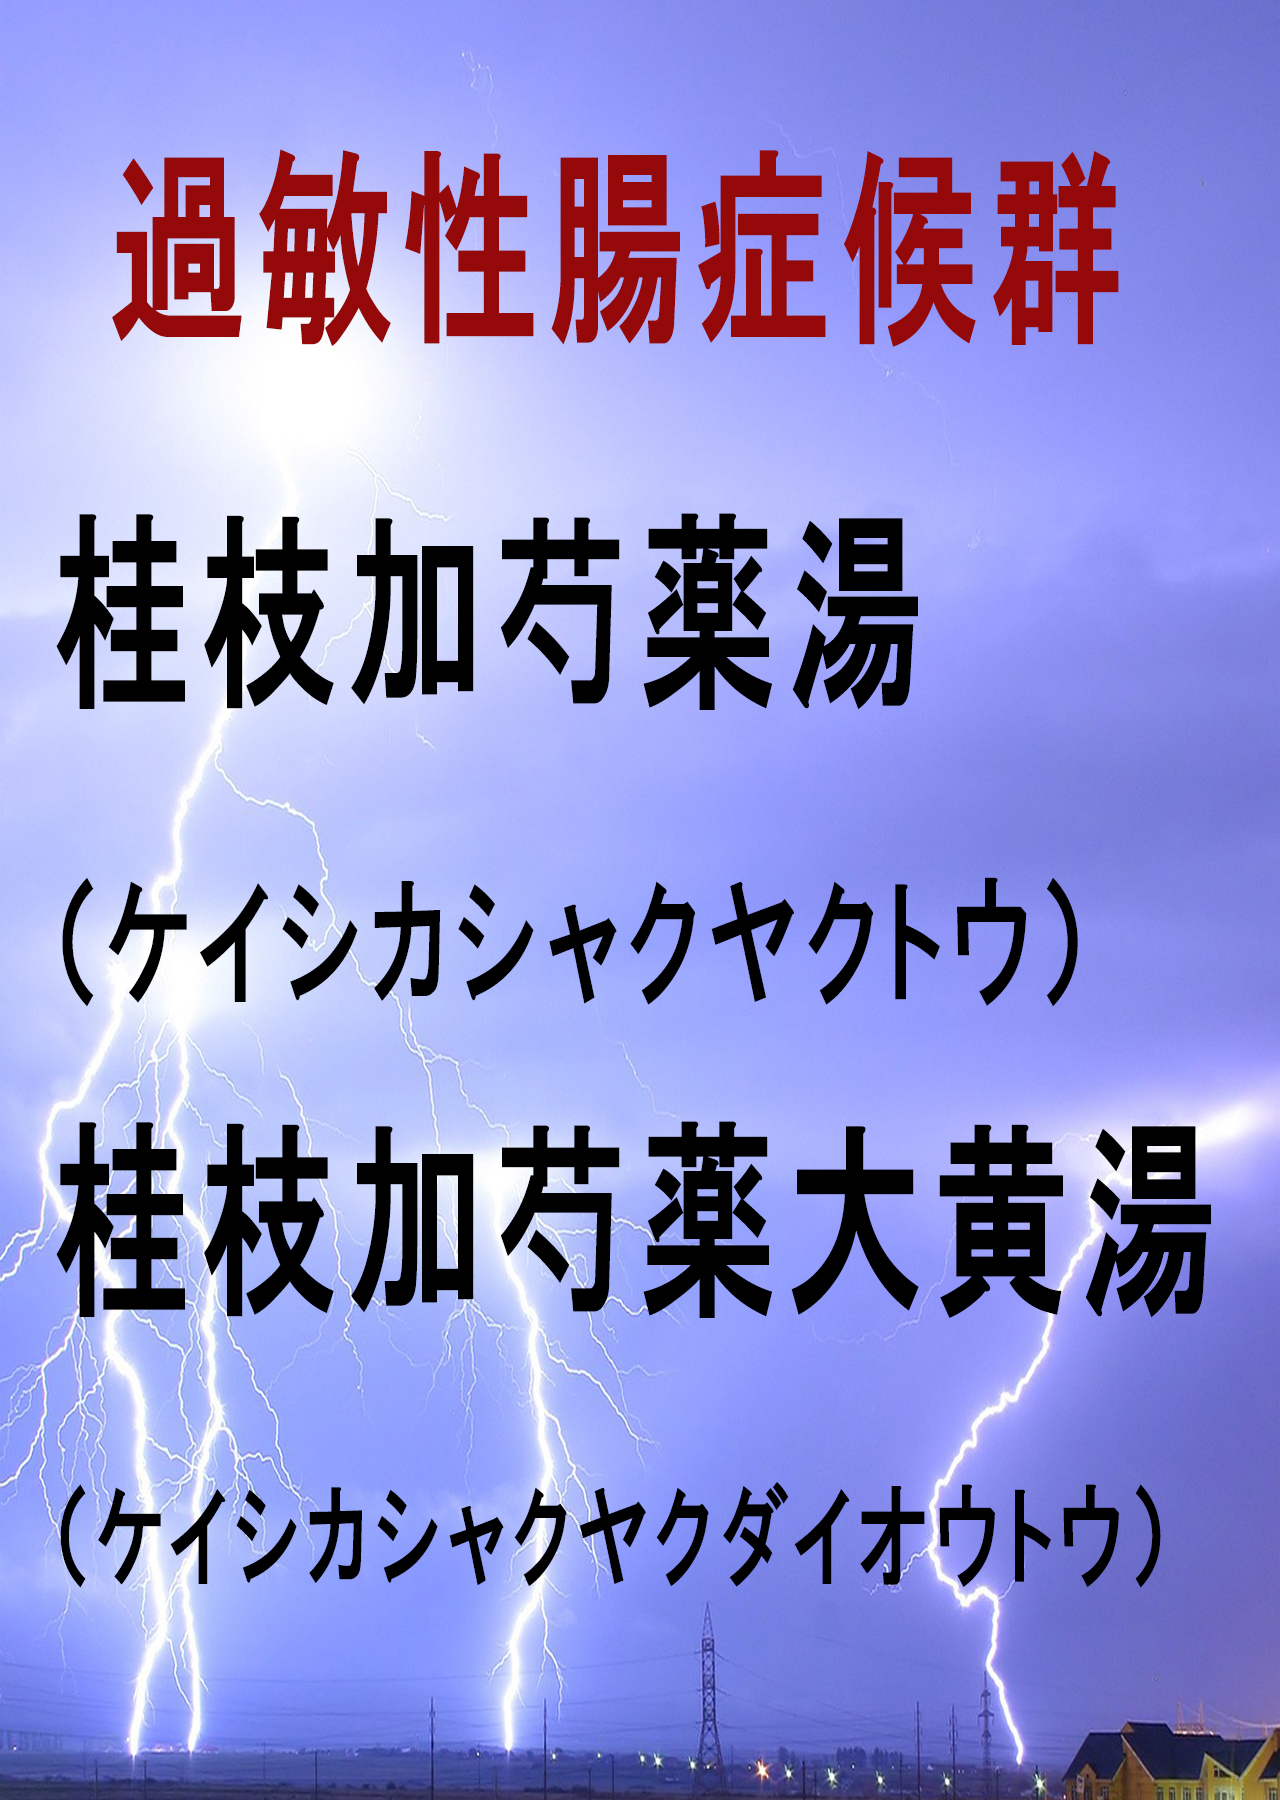 過敏性腸症候群
桂枝加芍薬湯
（ケイシカシャクヤクトウ）
桂枝加芍薬大黄湯
（ケイシカシャクヤクダイオウトウ）